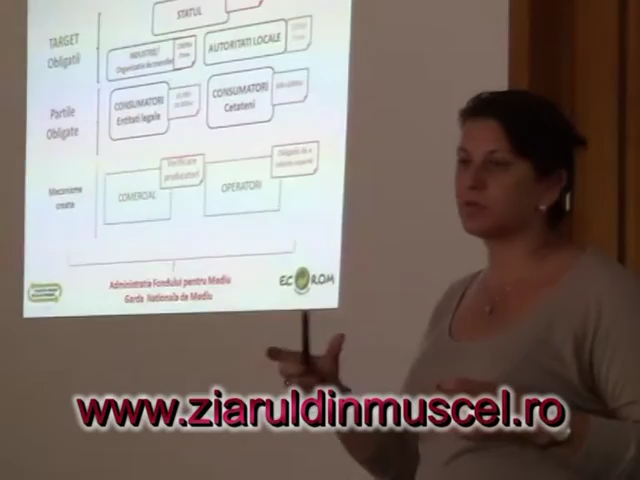 STATUL
TARGET
Obligatii
INDUSTRIE/
AUTORITATI LOCALE
Partile
Obligate
CONSUMATORI
Entitati legale
CONSUMATORI
Cetateni
Mecanisme
create
COMERCIAL
Verificare
OPERATORI
Administratia Fondului pentru Mediu
Garda Nationala de Mediu
ECOROM
www.ziaruldinmuscel.ro